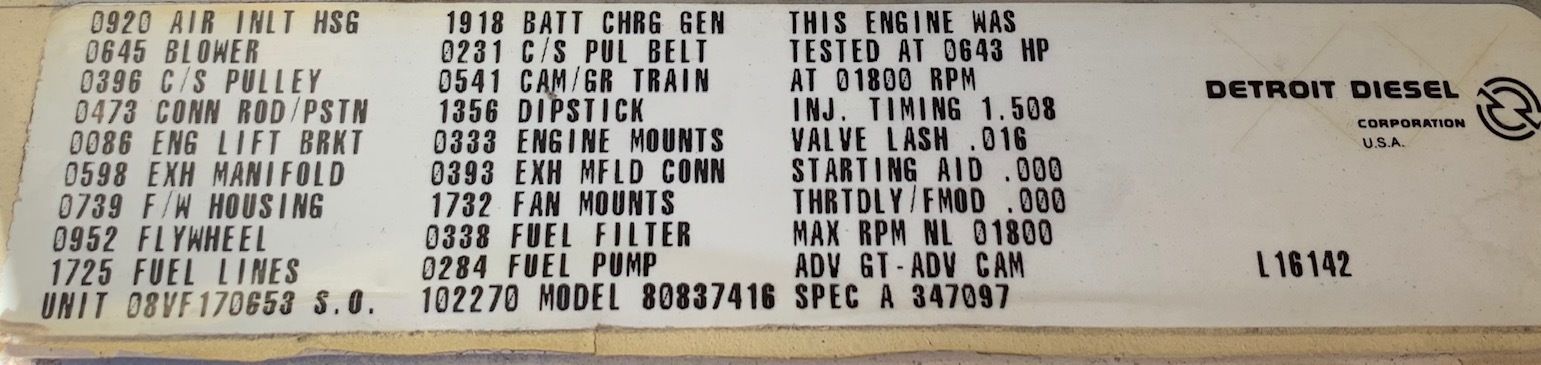 0920 AIR INLT HSG 1918 BATT CHRG GEN THIS ENGINE WAS
0645 BLOWER 0231 C/S PUL BELT TESTED AT 0643 HP
0396 C/S PULLEY 0541 CAM/GR TRAIN AT 01800 RPM
0473 CONN ROD/PSTN 1356 DIPSTICK INJ. TIMING 1.508
0086 ENG LIFT BRKT 0333 ENGINE MOUNTS VALVE LASH .016
0598 EXH MANIFOLD 0393 EXH MFLD CONN STARTING AID .000
0739 F/W HOUSING 1732 FAN MOUNTS THRTDLY/FMOD .000
0952 FLYWHEEL 0338 FUEL FILTER MAX RPM NL 01800
1725 FUEL LINES 0284 FUEL PUMP ADV GT-ADV CAM
UNIT 08VF170653 S.O. 102270 MODEL 80837416 SPEC A 347097
DETROIT DIESEL
CORPORATION
U.S.A.
L16142